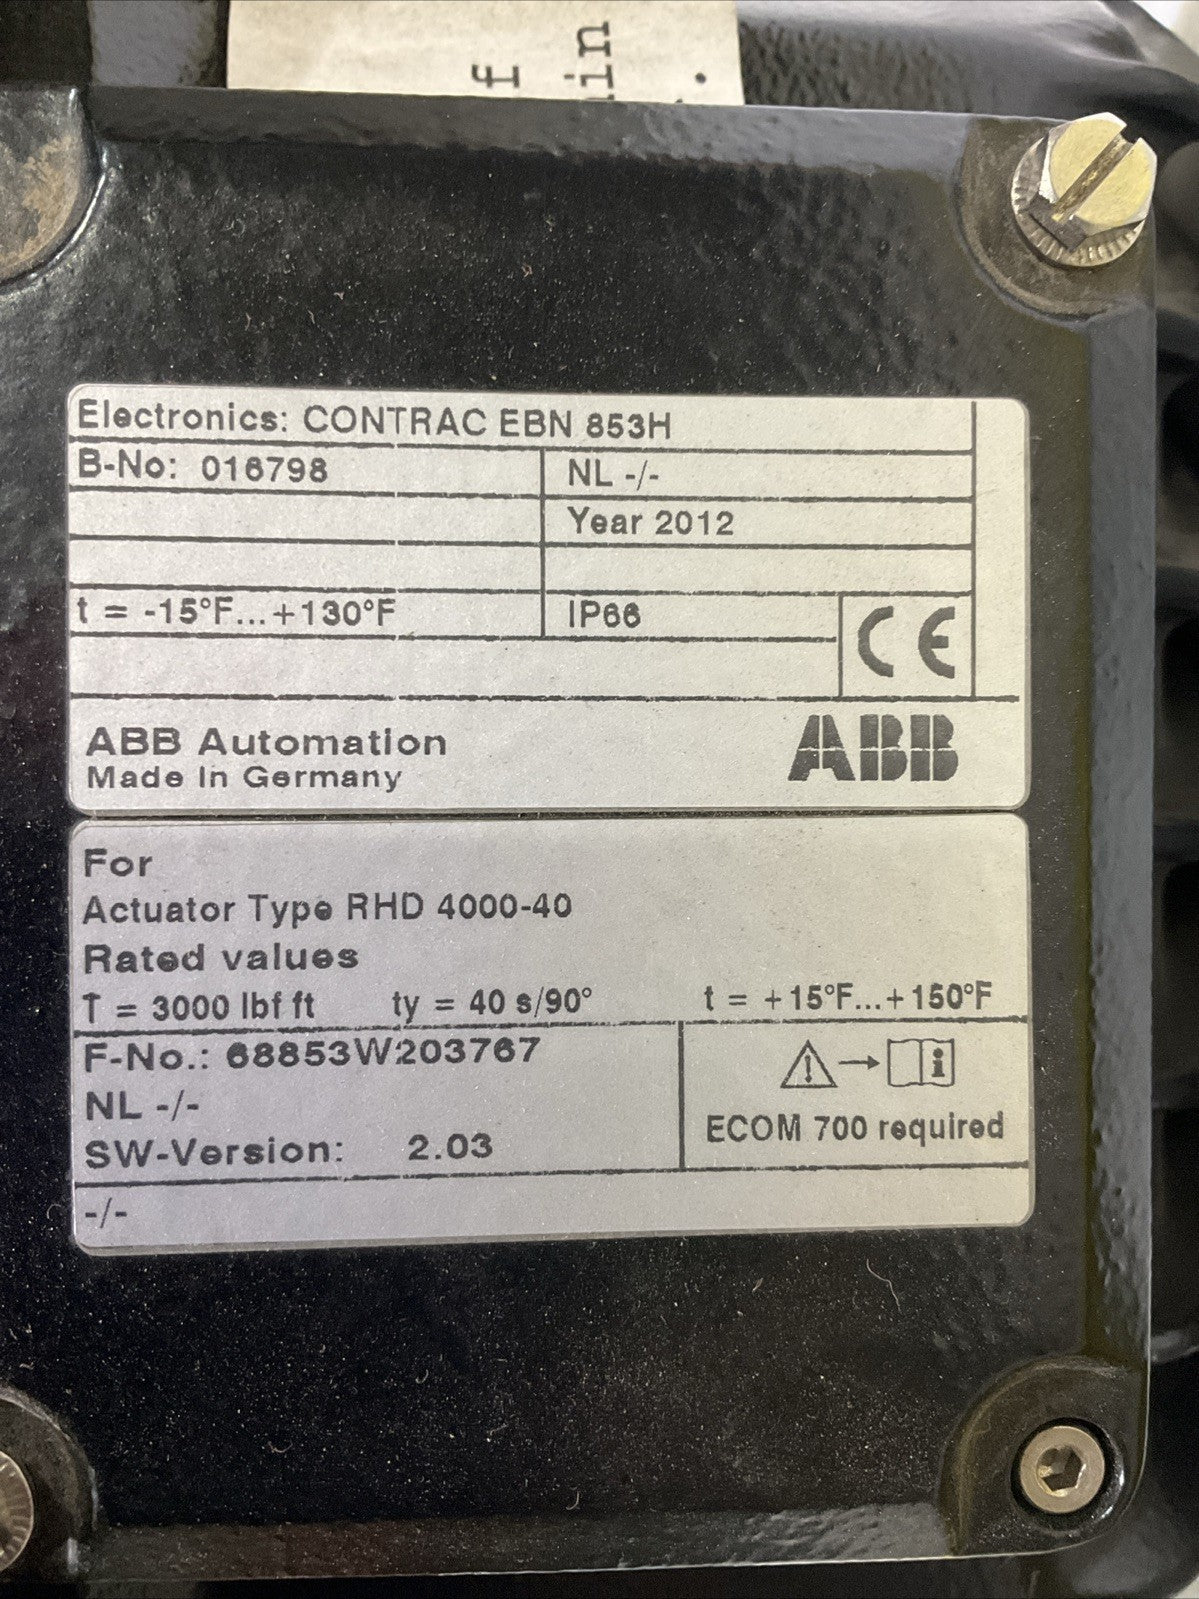 f
in
.
Electronics: CONTRAC EBN 853H
B-No: 016798
NL -/-
Year 2012
t = -15°F...+130°F
IP66
CE
ABB Automation
Made In Germany
ABB
For
Actuator Type RHD 4000-40
Rated values
T = 3000 lbf ft ty = 40 s/90° t = +15°F...+150°F
F-No.: 68853W203767
NL -/-
SW-Version: 2.03
ECOM 700 required
-/-